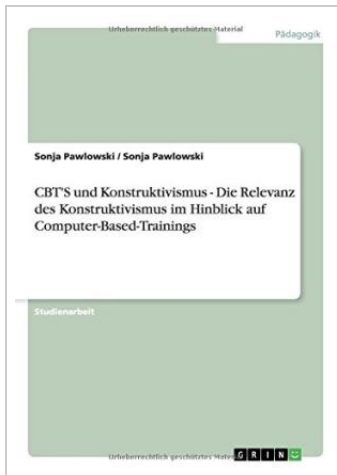 Urheberrechtlich geschütztes Material
Pädagogik
Sonja Pawlowski / Sonja Pawlowski
CBT'S und Konstruktivismus - Die Relevanz
des Konstruktivismus im Hinblick auf
Computer-Based-Trainings
Studienarbeit
Urheberrechtlich geschütztes Mater
GRIN